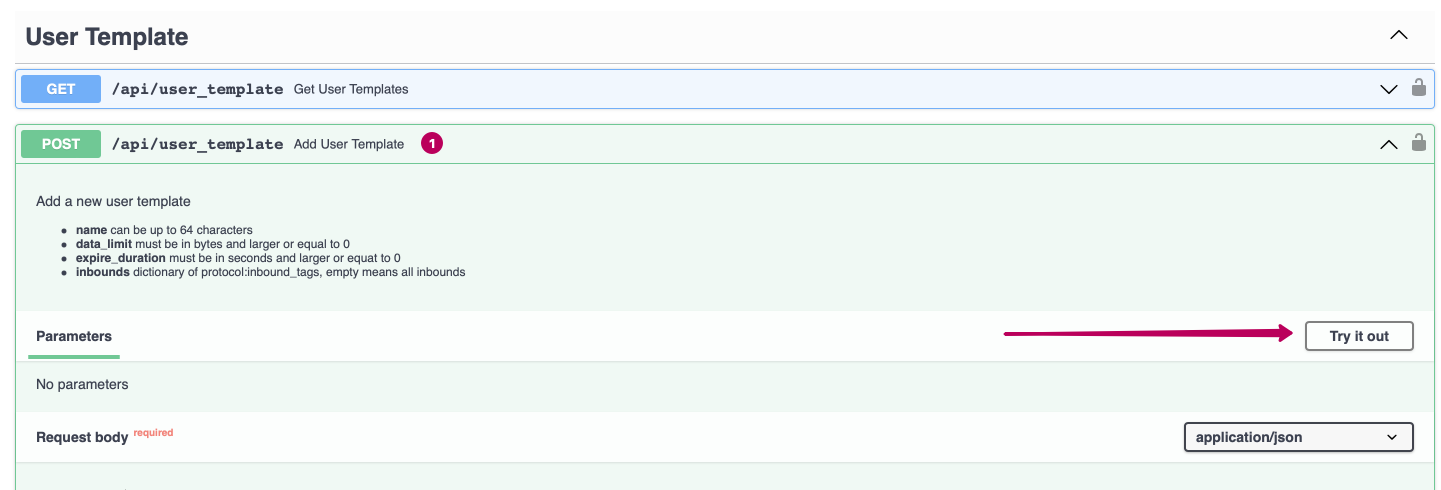 User Template
GET /api/user_template Get User Templates
POST /api/user_template Add User Template 1
Add a new user template
• name can be up to 64 characters
• data_limit must be in bytes and larger or equal to 0
• expire_duration must be in seconds and larger or equat to 0
• inbounds dictionary of protocol:inbound_tags, empty means all inbounds
Parameters
Try it out
No parameters
Request body required
application/json